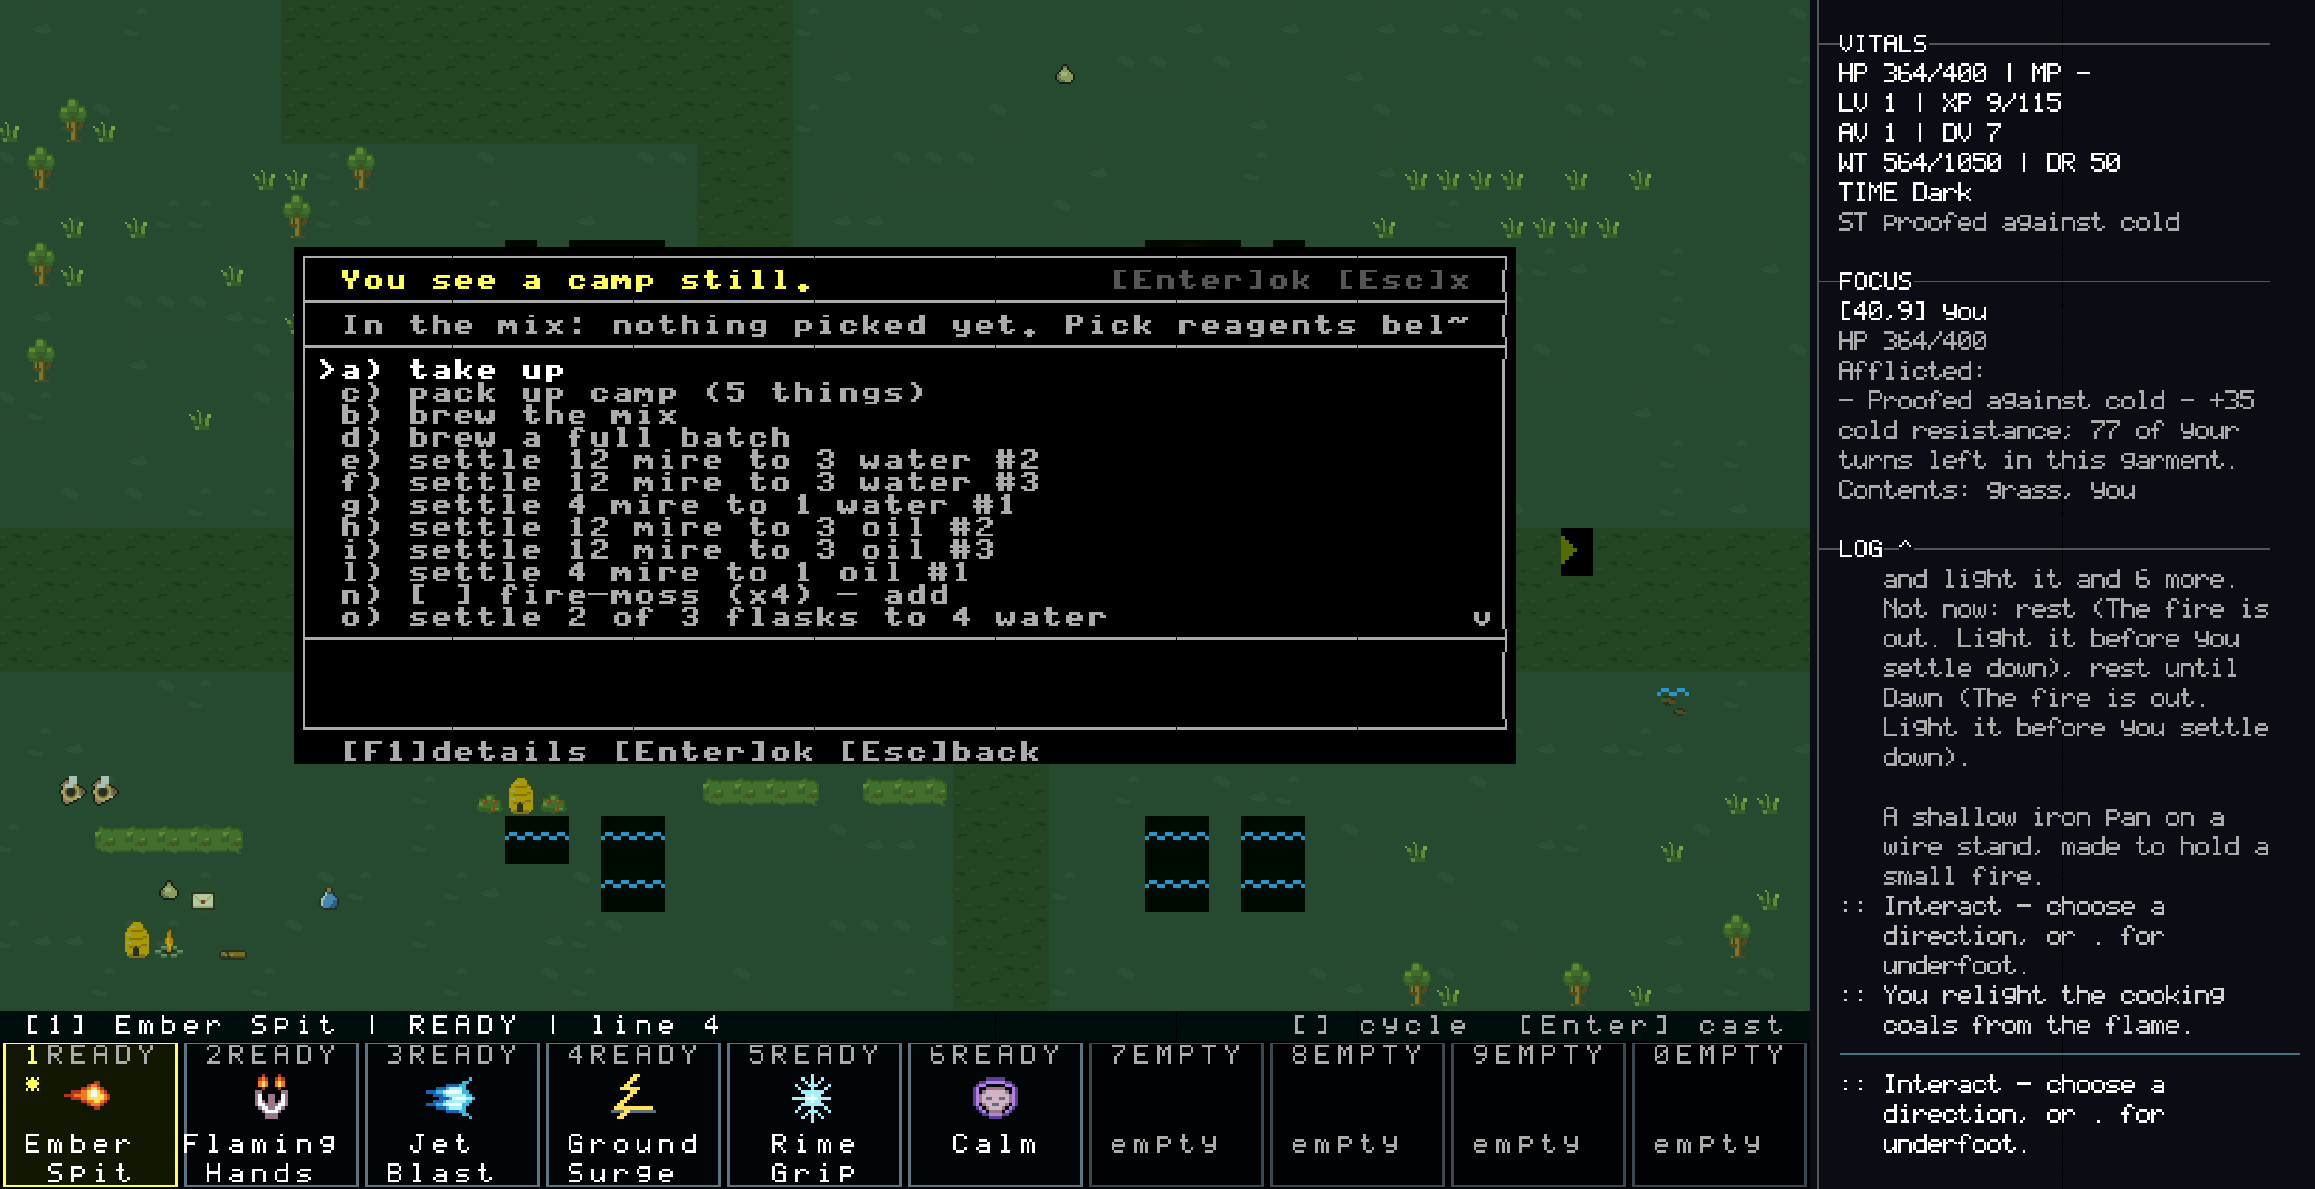 You see a camp still. [Enter]ok [Esc]x
In the mix: nothing picked yet. Pick reagents bel~
>a) take up
c) pack up camp (5 things)
b) brew the mix
d) brew a full batch
e) settle 12 mire to 3 water #2
f) settle 12 mire to 3 water #3
g) settle 4 mire to 1 water #1
h) settle 12 mire to 3 oil #2
i) settle 12 mire to 3 oil #3
l) settle 4 mire to 1 oil #1
n) [ ] fire-moss (x4) - add
o) settle 2 of 3 flasks to 4 water v
[F1]details [Enter]ok [Esc]back
[1] Ember Spit | READY | line 4 [] cycle [Enter] cast
1READY 2READY 3READY 4READY 5READY 6READY 7EMPTY 8EMPTY 9EMPTY 0EMPTY
Ember Flaming Jet Ground Rime Calm empty empty empty empty
Spit Hands Blast Surge Grip
VITALS
HP 364/400 | MP -
LV 1 | XP 9/115
AV 1 | DV 7
WT 564/1050 | DR 50
TIME Dark
ST Proofed against cold
FOCUS
[40,9] You
HP 364/400
Afflicted:
- Proofed against cold - +35
cold resistance; 77 of your
turns left in this garment.
Contents: grass, you
LOG ^
and light it and 6 more.
Not now: rest (The fire is
out. Light it before you
settle down), rest until
Dawn (The fire is out.
Light it before you settle
down).
A shallow iron pan on a
wire stand, made to hold a
small fire.
:: Interact - choose a
direction, or . for
underfoot.
:: You relight the cooking
coals from the flame.
:: Interact - choose a
direction, or . for
underfoot.